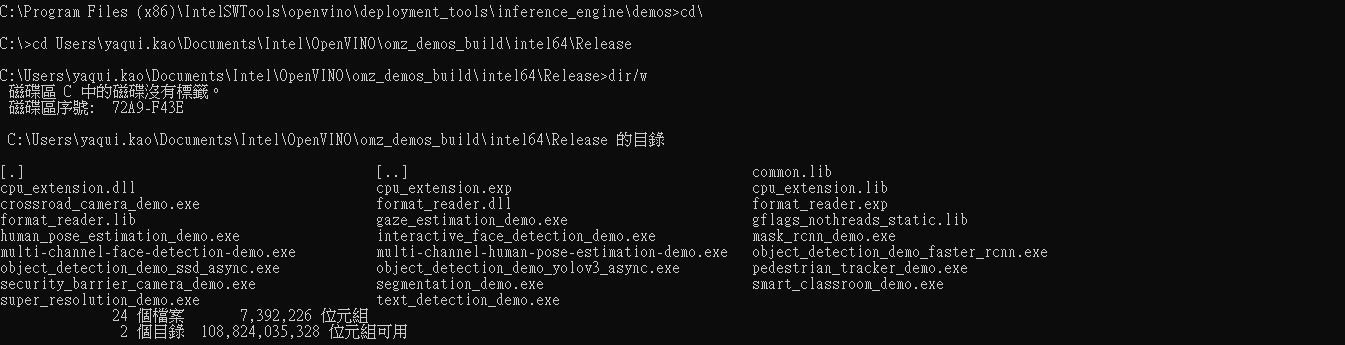 C:\Program Files (x86)\IntelSWTools\openvino\deployment_tools\inference_engine\demos>cd\
C:\>cd Users\yaqui.kao\Documents\Intel\OpenVINO\omz_demos_build\intel64\Release
C:\Users\yaqui.kao\Documents\Intel\OpenVINO\omz_demos_build\intel64\Release>dir/w
磁碟區 C 中的磁碟沒有標籤。
磁碟區序號: 72A9-F43E
C:\Users\yaqui.kao\Documents\Intel\OpenVINO\omz_demos_build\intel64\Release 的目錄
[.] [..] common.lib
cpu_extension.dll cpu_extension.exp cpu_extension.lib
crossroad_camera_demo.exe format_reader.dll format_reader.exp
format_reader.lib gaze_estimation_demo.exe gflags_nothreads_static.lib
human_pose_estimation_demo.exe interactive_face_detection_demo.exe mask_rcnn_demo.exe
multi-channel-face-detection-demo.exe multi-channel-human-pose-estimation-demo.exe object_detection_demo_faster_rcnn.exe
object_detection_demo_ssd_async.exe object_detection_demo_yolov3_async.exe pedestrian_tracker_demo.exe
security_barrier_camera_demo.exe segmentation_demo.exe smart_classroom_demo.exe
super_resolution_demo.exe text_detection_demo.exe
24 個檔案 7,392,226 位元組
2 個目錄 108,824,035,328 位元組可用